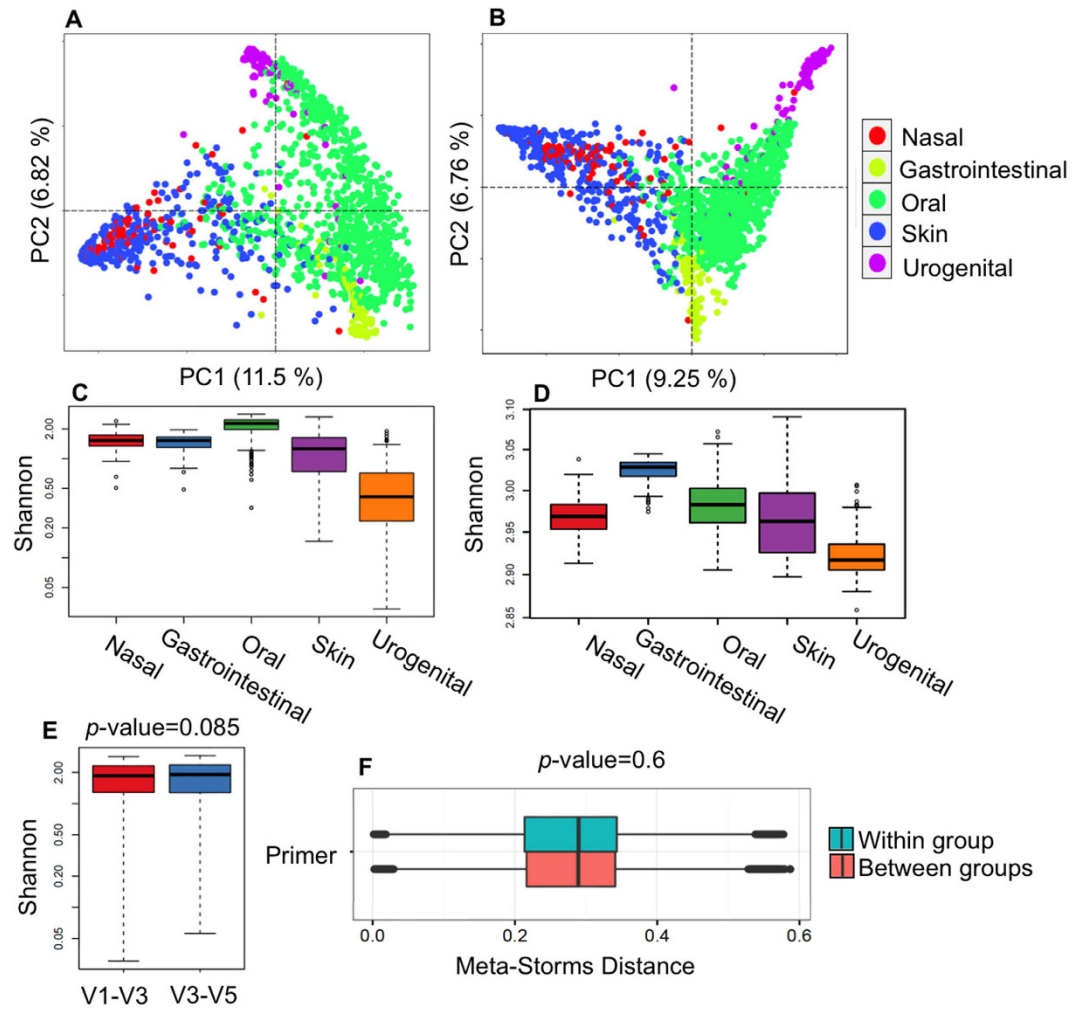 A
B
PC2 (6.82 %)
PC1 (11.5 %)
PC2 (6.76 %)
PC1 (9.25 %)
Nasal
Gastrointestinal
Oral
Skin
Urogenital
C
Shannon
2.00
0.50
0.20
0.05
Nasal
Gastrointestinal
Oral
Skin
Urogenital
D
Shannon
3.10
3.05
3.00
2.95
2.90
2.85
Nasal
Gastrointestinal
Oral
Skin
Urogenital
E
p-value=0.085
Shannon
2.00
0.50
0.20
0.05
V1-V3 V3-V5
F
p-value=0.6
Primer
0.0 0.2 0.4 0.6
Meta-Storms Distance
Within group
Between groups